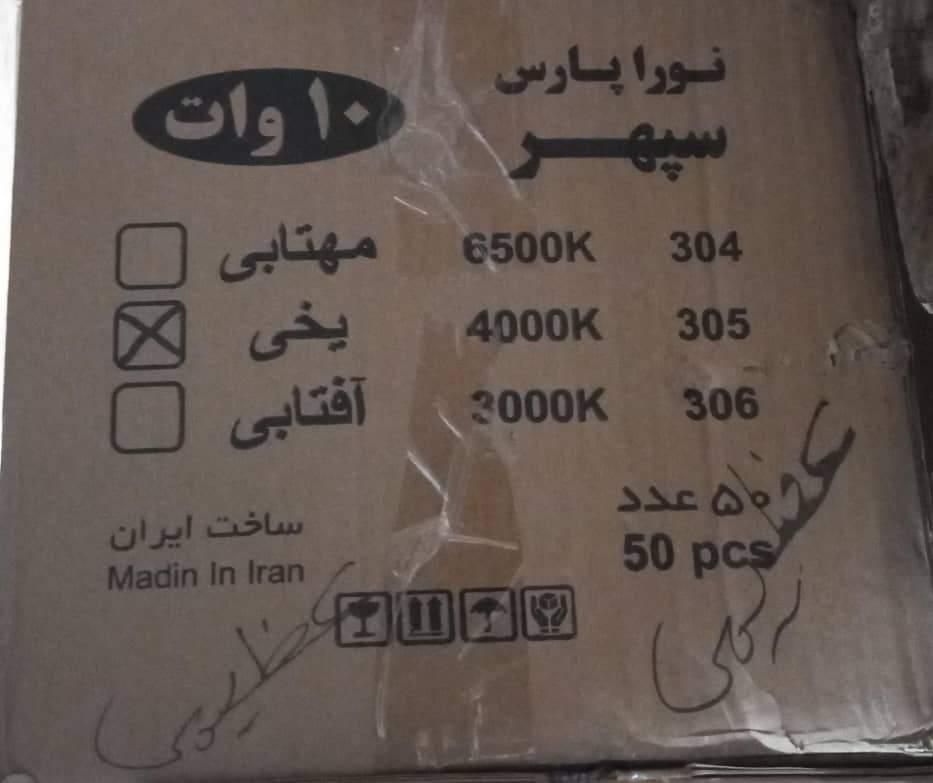 نورا پارس
سپهر
۱۰ وات
304 6500K مهتابی
305 4000K یخی
306 3000K آفتابی
۵۰ عدد
50 pcs
ساخت ایران
Madin In Iran
عظیمی